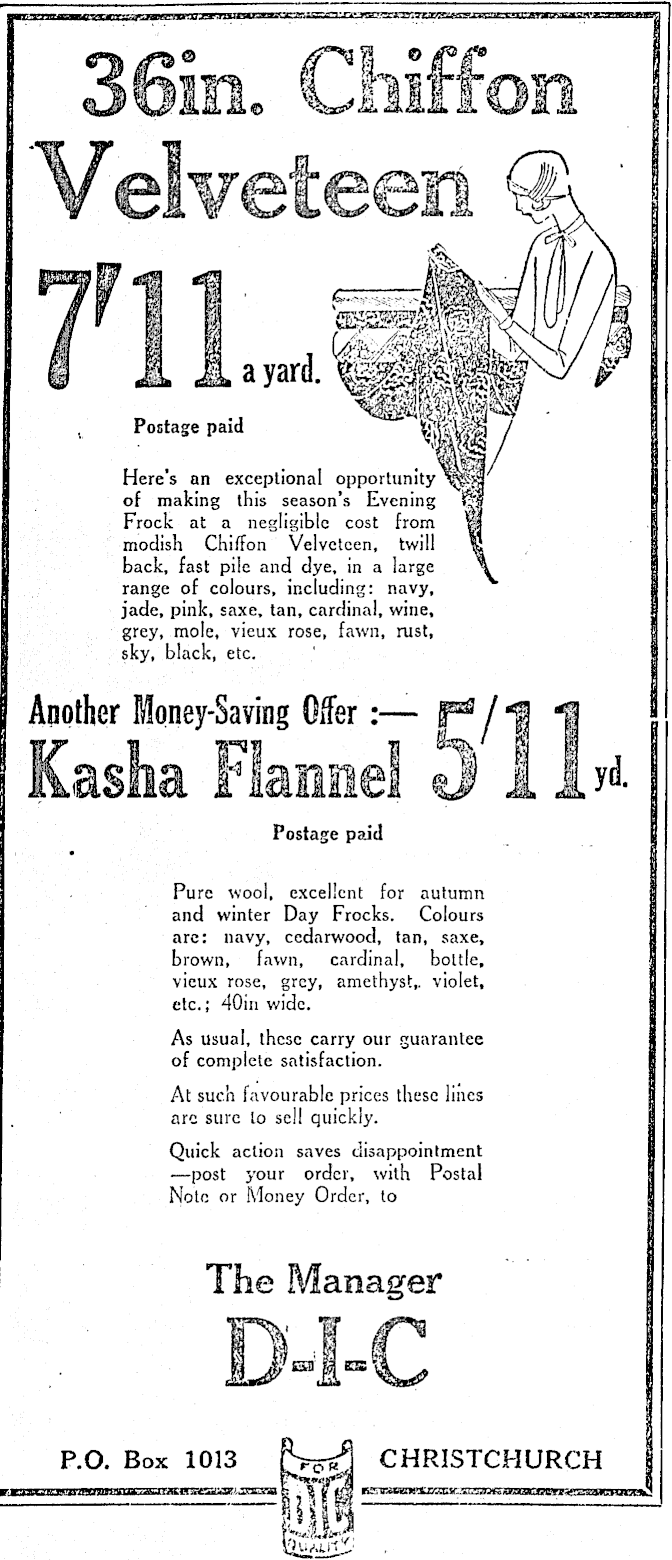 36in. Chiffon
Velveteen
7'11 a yard.
Postage paid
Here's an exceptional opportunity
of making this season's Evening
Frock at a negligible cost from
modish Chiffon Velveteen, twill
back, fast pile and dye, in a large
range of colours, including: navy,
jade, pink, saxe, tan, cardinal, wine,
grey, mole, vieux rose, fawn, rust,
sky, black, etc.
Another Money-Saving Offer :— 5/11 yd.
Kasha Flannel
Postage paid
Pure wool, excellent for autumn
and winter Day Frocks. Colours
are: navy, cedarwood, tan, saxe,
brown, fawn, cardinal, bottle,
vieux rose, grey, amethyst, violet,
etc.; 40in wide.
As usual, these carry our guarantee
of complete satisfaction.
At such favourable prices these lines
are sure to sell quickly.
Quick action saves disappointment
—post your order, with Postal
Note or Money Order, to
The Manager
D-I-C
P.O. Box 1013
CHRISTCHURCH
FOR
DIC
QUALITY